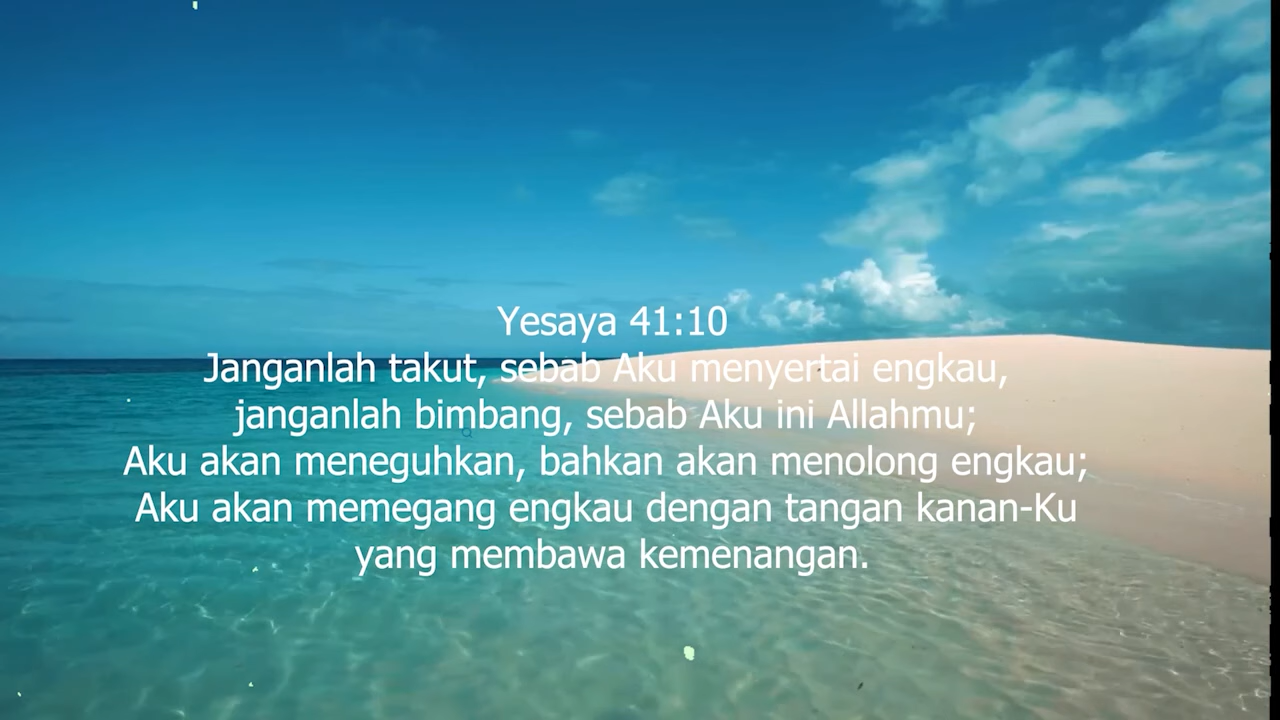 Yesaya 41:10
Janganlah takut, sebab Aku menyertai engkau,
janganlah bimbang, sebab Aku ini Allahmu;
Aku akan meneguhkan, bahkan akan menolong engkau;
Aku akan memegang engkau dengan tangan kanan-Ku
yang membawa kemenangan.